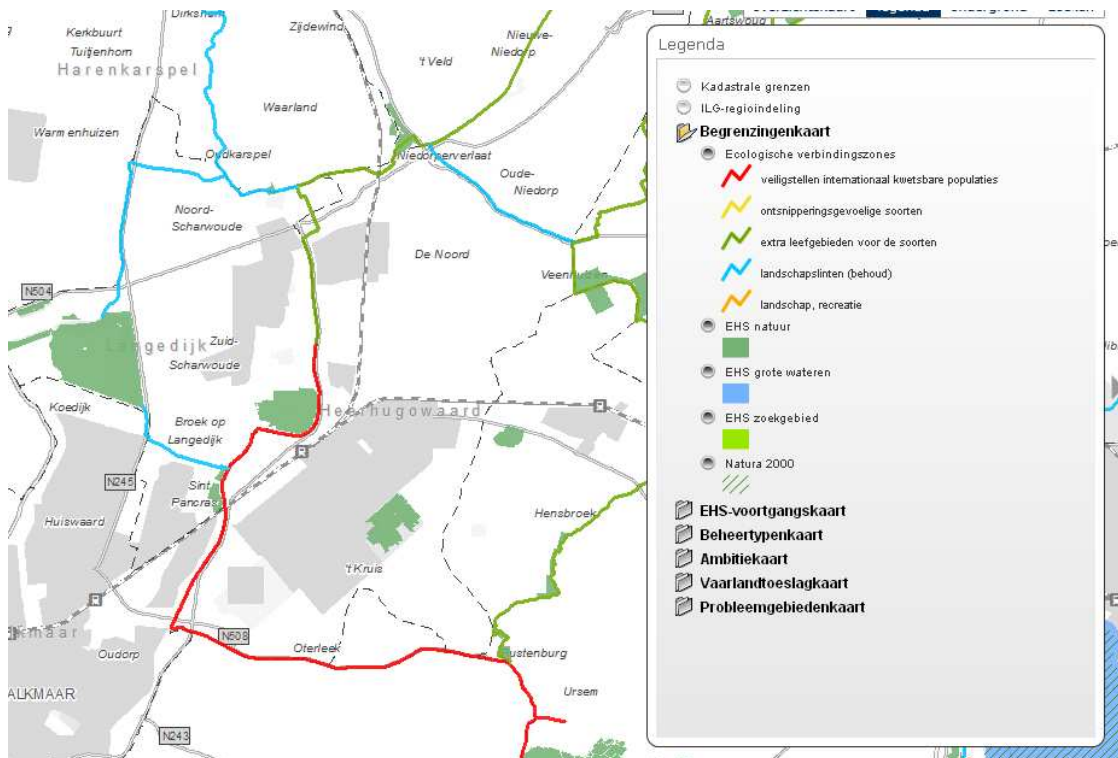 Dirksho
Kerkbuurt
Tuitjenhorn
Harenkarspel
Zijdewind
Nieuwe-
Niedorp
't Veld
Aartswoud
Waarland
Warmenhuizen
Oudkarspel
Niedorperverlaat
Oude-
Niedorp
Noord-
Scharwoude
De Noord
Veenhuizen
N504
Langedijk
Zuid-
Scharwoude
Koedijk
Heerhugowaard
Broek op
Langedijk
N245
Sint
Pancras
Huiswaard
Hensbroek
't Kruis
kmaar
N508
Oudorp
Oterleek
Rustenburg
ALKMAAR
Ursem
N243
Legenda
Kadastrale grenzen
ILG-regioindeling
Begrenzingenkaart
Ecologische verbindingszones
veiligstellen internationaal kwetsbare populaties
ontsnipperingsgevoelige soorten
extra leefgebieden voor de soorten
landschapslinten (behoud)
landschap, recreatie
EHS natuur
EHS grote wateren
EHS zoekgebied
Natura 2000
EHS-voortgangskaart
Beheertypenkaart
Ambitiekaart
Vaarlandtoeslagkaart
Probleemgebiedenkaart